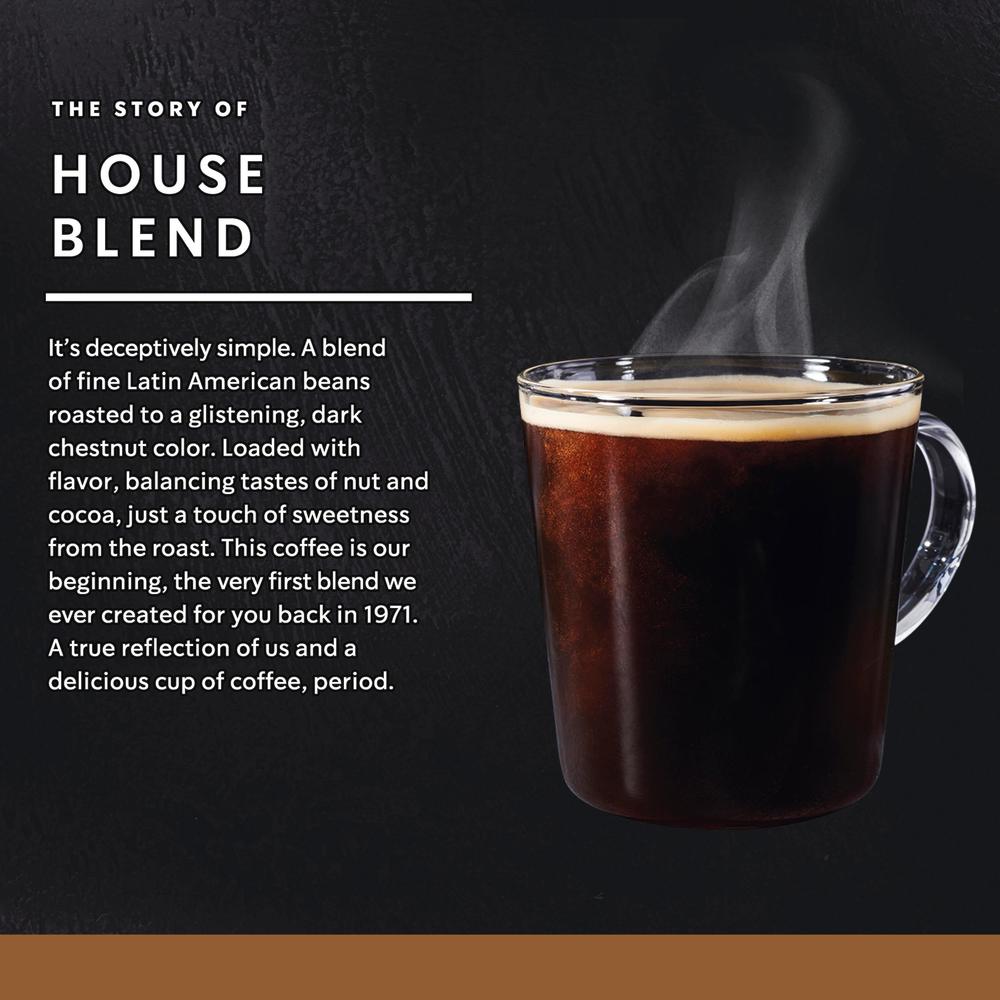 THE STORY OF
HOUSE
BLEND
It’s deceptively simple. A blend
of fine Latin American beans
roasted to a glistening, dark
chestnut color. Loaded with
flavor, balancing tastes of nut and
cocoa, just a touch of sweetness
from the roast. This coffee is our
beginning, the very first blend we
ever created for you back in 1971.
A true reflection of us and a
delicious cup of coffee, period.